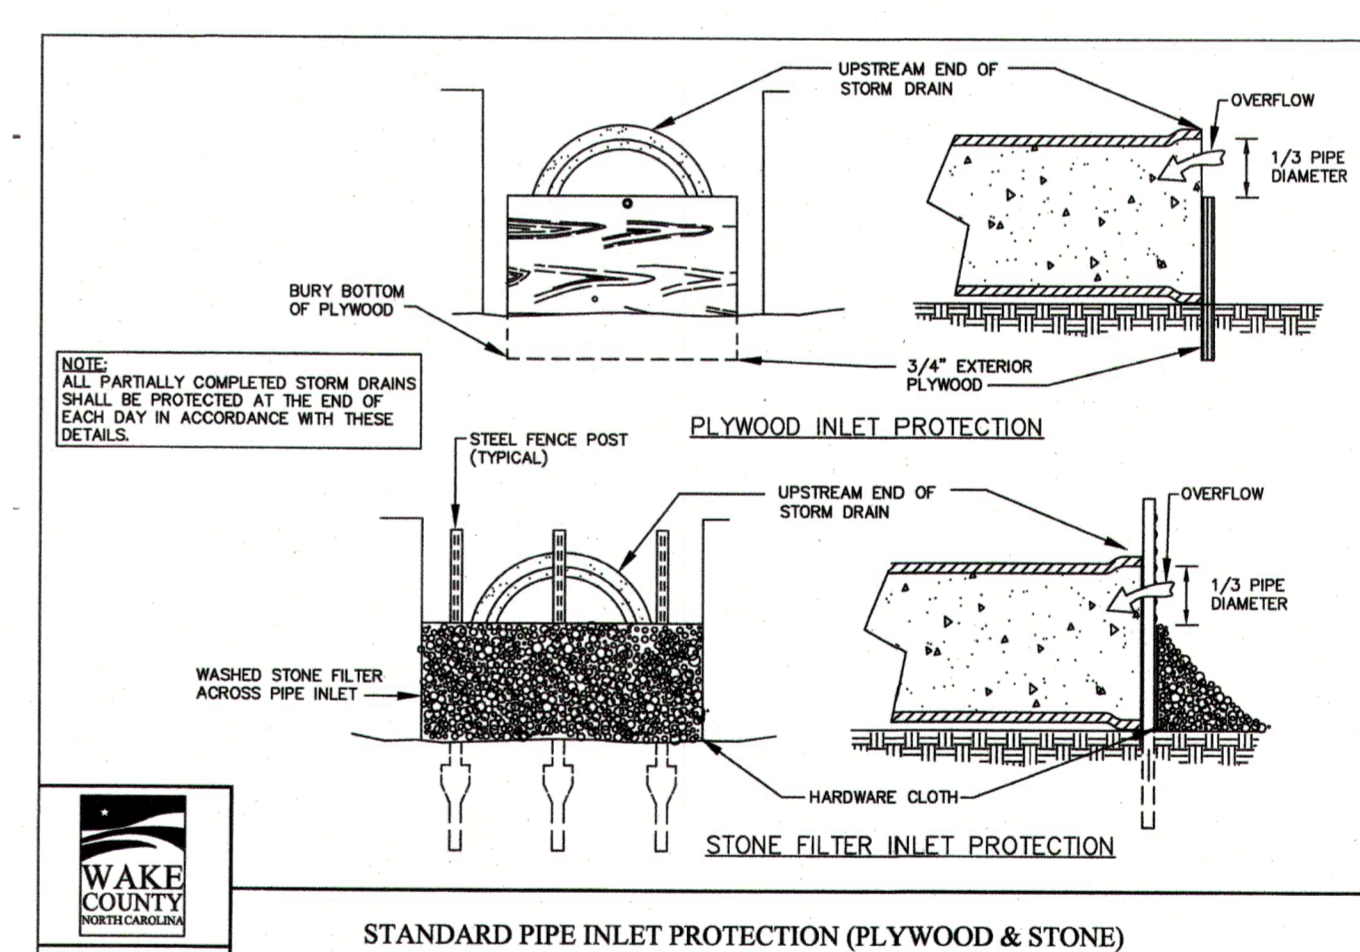 UPSTREAM END OF
STORM DRAIN
OVERFLOW
1/3 PIPE
DIAMETER
BURY BOTTOM
OF PLYWOOD
3/4" EXTERIOR
PLYWOOD
NOTE:
ALL PARTIALLY COMPLETED STORM DRAINS
SHALL BE PROTECTED AT THE END OF
EACH DAY IN ACCORDANCE WITH THESE
DETAILS.
PLYWOOD INLET PROTECTION
STEEL FENCE POST
(TYPICAL)
UPSTREAM END OF
STORM DRAIN
OVERFLOW
1/3 PIPE
DIAMETER
WASHED STONE FILTER
ACROSS PIPE INLET
HARDWARE CLOTH
STONE FILTER INLET PROTECTION
WAKE
COUNTY
NORTH CAROLINA
STANDARD PIPE INLET PROTECTION (PLYWOOD & STONE)